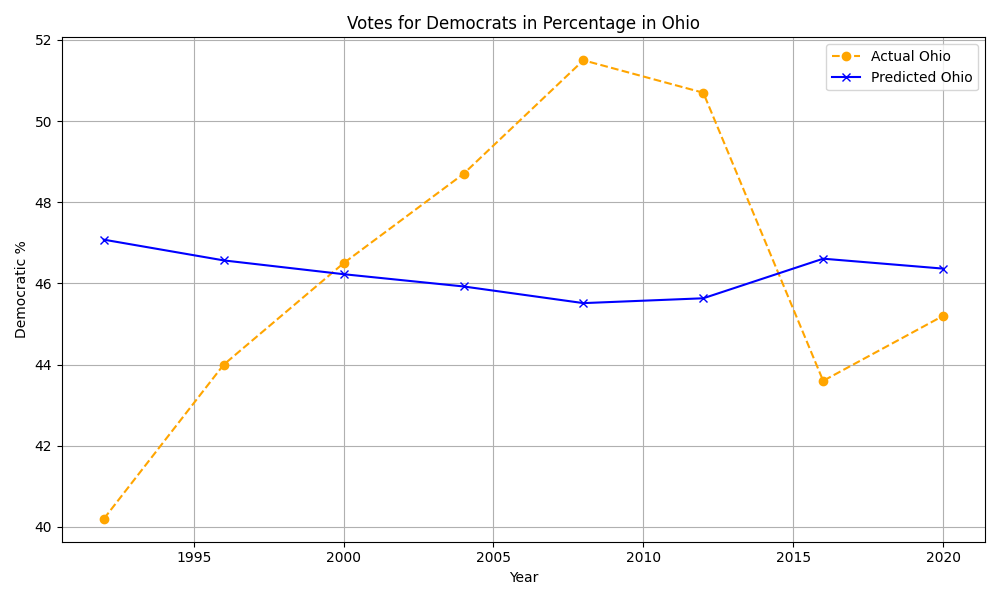 Votes for Democrats in Percentage in Ohio
Actual Ohio
Predicted Ohio
Democratic %
52
50
48
46
44
42
40
1995
2000
2005
2010
2015
2020
Year